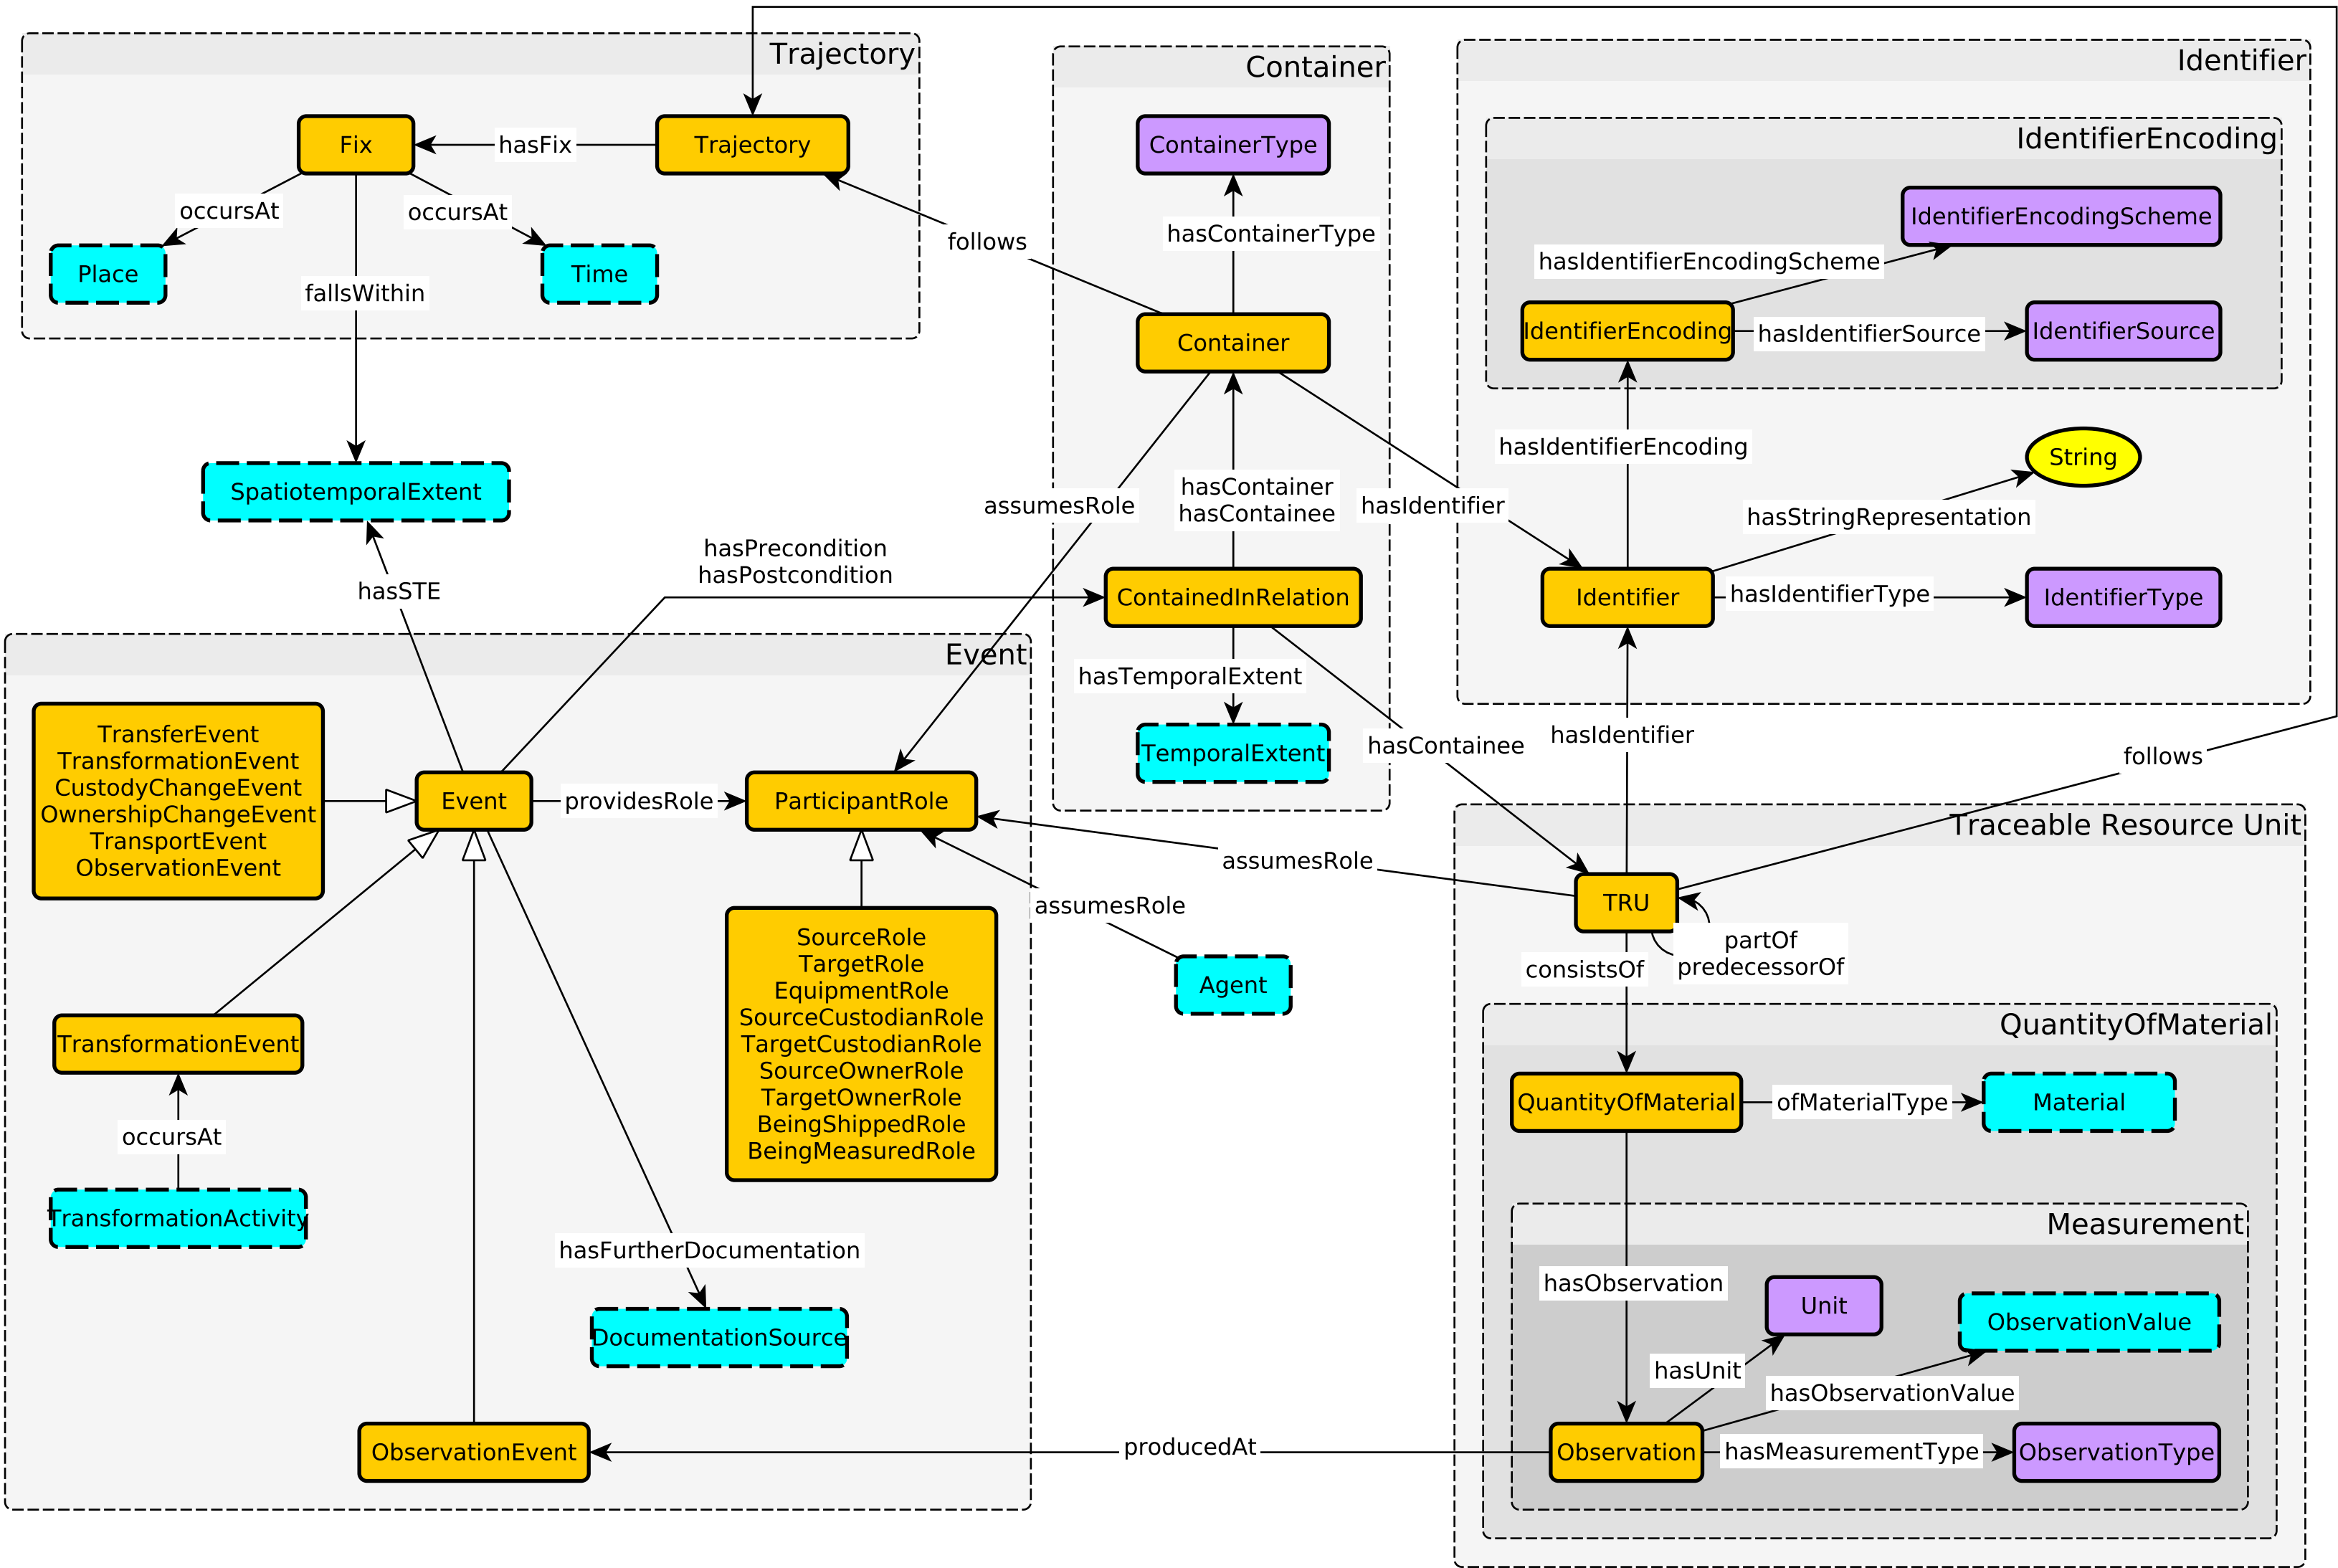 Trajectory
Fix
hasFix
Trajectory
occursAt
occursAt
Place
Time
fallsWithin
follows
SpatiotemporalExtent
hasSTE
Container
ContainerType
hasContainerType
Container
assumesRole
hasContainer
hasContainee
hasIdentifier
ContainedInRelation
hasTemporalExtent
TemporalExtent
hasContainee
hasPrecondition
hasPostcondition
Identifier
IdentifierEncoding
IdentifierEncodingScheme
hasIdentifierEncodingScheme
IdentifierEncoding
hasIdentifierSource
IdentifierSource
hasIdentifierEncoding
String
hasStringRepresentation
Identifier
hasIdentifierType
IdentifierType
hasIdentifier
follows
Event
TransferEvent
TransformationEvent
CustodyChangeEvent
OwnershipChangeEvent
TransportEvent
ObservationEvent
Event
providesRole
ParticipantRole
assumesRole
assumesRole
Agent
SourceRole
TargetRole
EquipmentRole
SourceCustodianRole
TargetCustodianRole
SourceOwnerRole
TargetOwnerRole
BeingShippedRole
BeingMeasuredRole
TransformationEvent
occursAt
TransformationActivity
hasFurtherDocumentation
DocumentationSource
ObservationEvent
producedAt
Traceable Resource Unit
TRU
partOf
predecessorOf
consistsOf
QuantityOfMaterial
QuantityOfMaterial
ofMaterialType
Material
Measurement
hasObservation
Unit
ObservationValue
hasUnit
hasObservationValue
Observation
hasMeasurementType
ObservationType